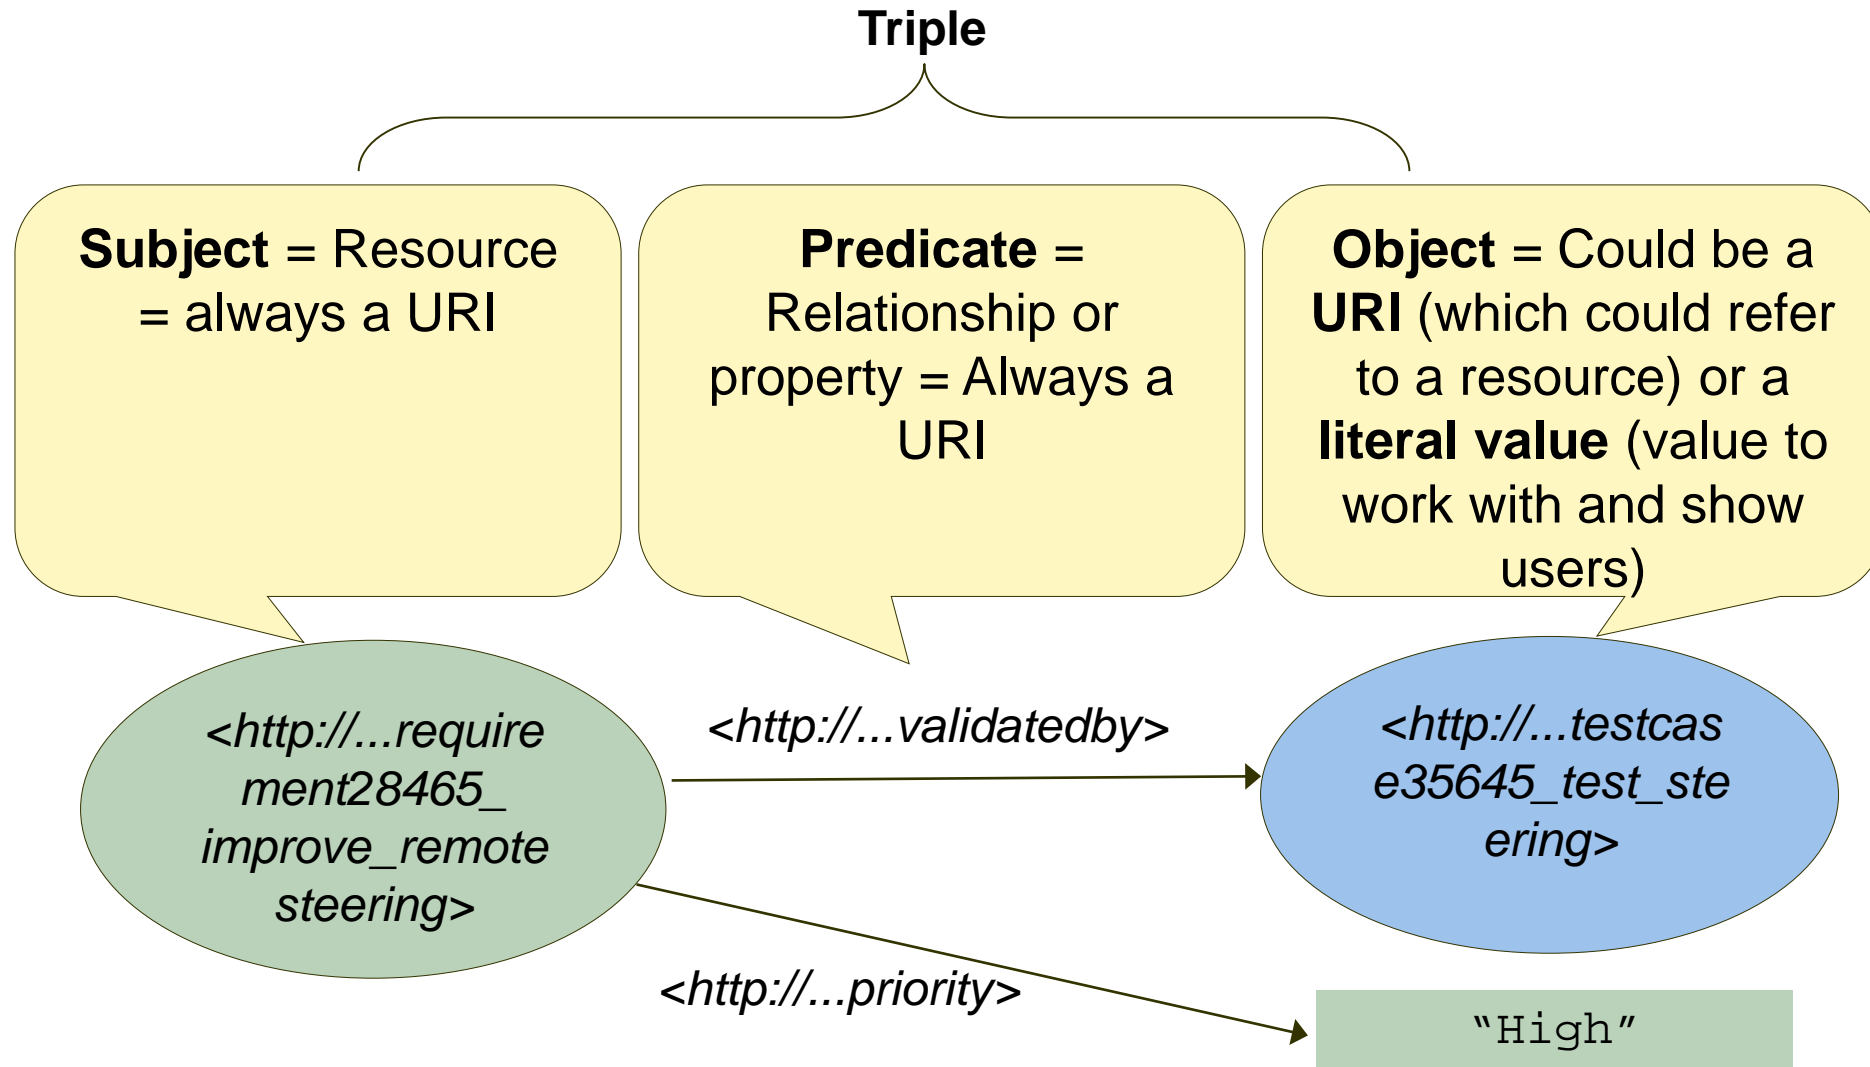 Triple
Subject = Resource
= always a URI
Predicate =
Relationship or
property = Always a
URI
Object = Could be a
URI (which could refer
to a resource) or a
literal value (value to
work with and show
users)
<http://...require
ment28465_
improve_remote
steering>
<http://...validatedby>
<http://...testcas
e35645_test_ste
ering>
<http://...priority>
“High”